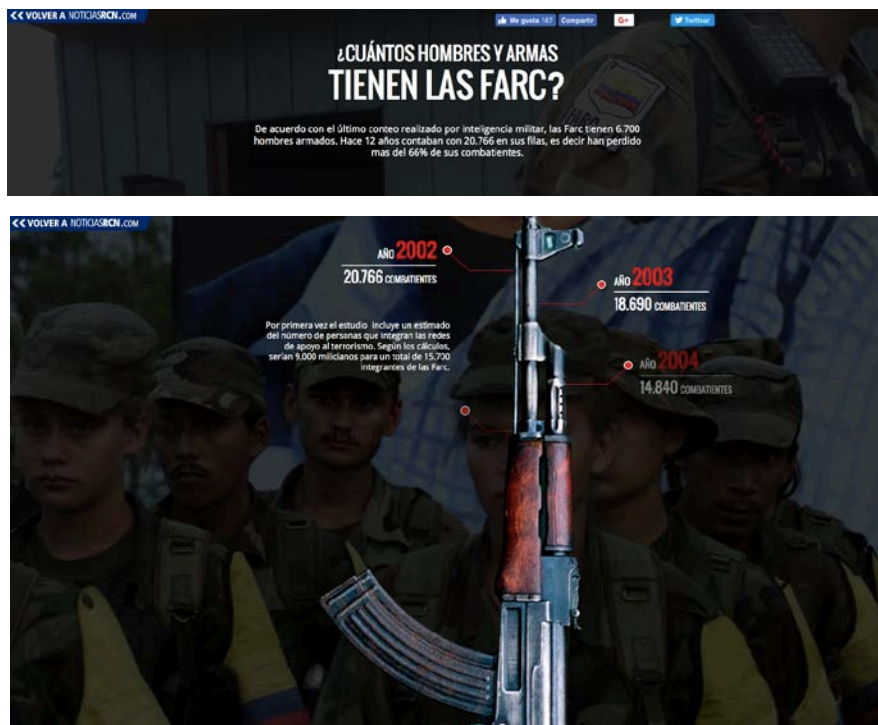 << VOLVER A NOTICIASRCN.COM
Me gusta 167 Compartir G+ Twittear
¿CUÁNTOS HOMBRES Y ARMAS
TIENEN LAS FARC?
De acuerdo con el último conteo realizado por inteligencia militar, las Farc tienen 6.700
hombres armados. Hace 12 años contaban con 20.766 en sus filas, es decir han perdido
mas del 66% de sus combatientes.
<< VOLVER A NOTICIASRCN.COM
AÑO 2002
20.766 COMBATIENTES
AÑO 2003
18.690 COMBATIENTES
Por primera vez el estudio incluye un estimado
del número de personas que integran las redes
de apoyo al terrorismo. Según los cálculos,
serían 9.000 milicianos para un total de 15.700
integrantes de las Farc.
AÑO 2004
14.840 COMBATIENTES